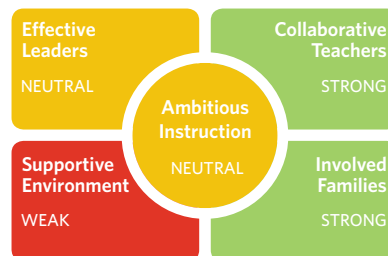 Effective
Leaders
NEUTRAL
Collaborative
Teachers
STRONG
Ambitious
Instruction
NEUTRAL
Supportive
Environment
WEAK
Involved
Families
STRONG